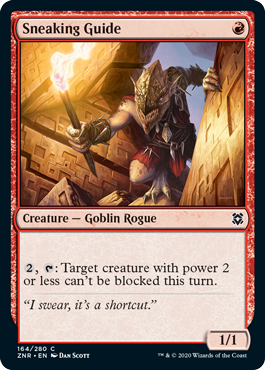 Sneaking Guide
Creature — Goblin Rogue
2, : Target creature with power 2
or less can't be blocked this turn.
“I swear, it's a shortcut.”
1/1
164/280 C
ZNR • EN Dan Scott
™ & © 2020 Wizards of the Coast